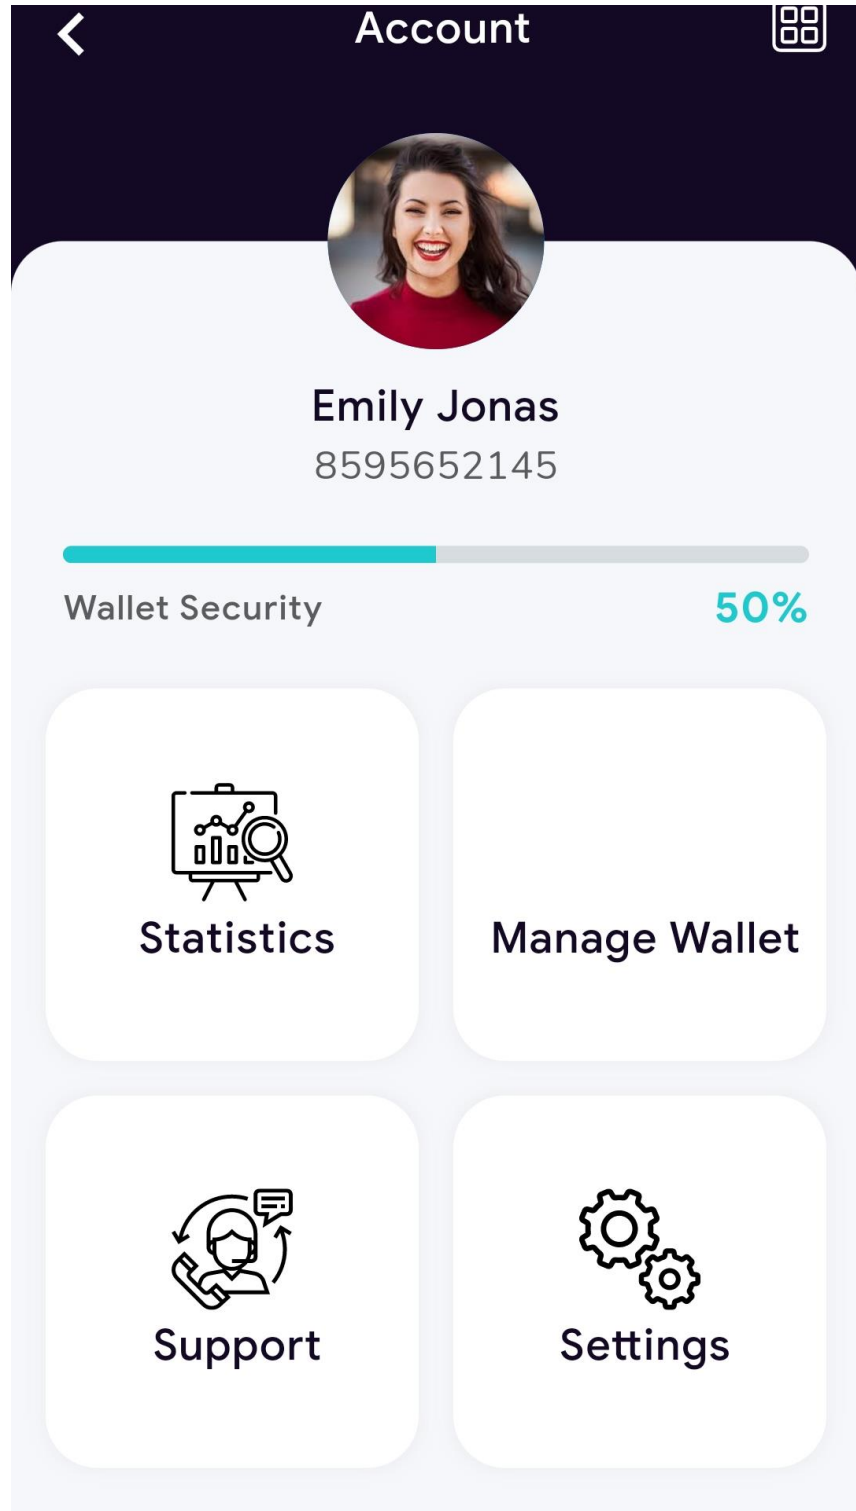 Account
Emily Jonas
8595652145
Wallet Security 50%
Statistics
Manage Wallet
Support
Settings